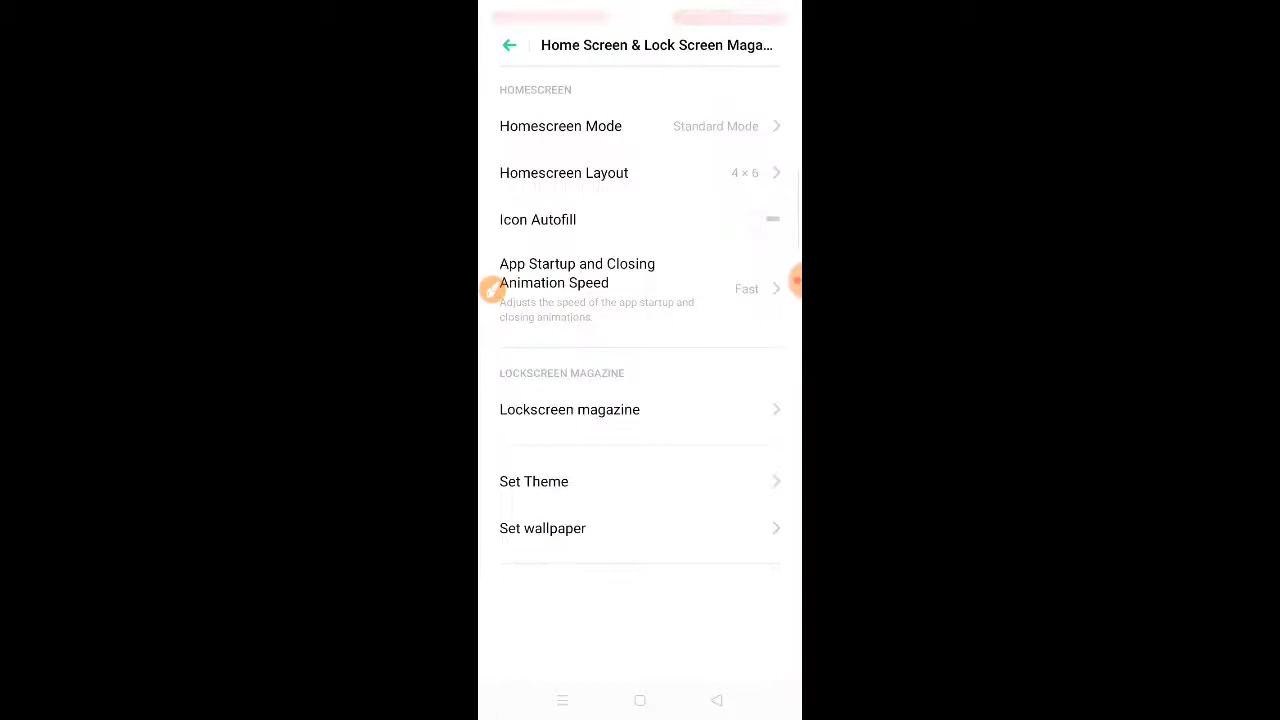 Home Screen & Lock Screen Maga...
HOMESCREEN
Homescreen Mode
Standard Mode
Homescreen Layout
4 × 6
Icon Autofill
App Startup and Closing
Animation Speed
Fast
Adjusts the speed of the app startup and
closing animations.
LOCKSCREEN MAGAZINE
Lockscreen magazine
Set Theme
Set wallpaper